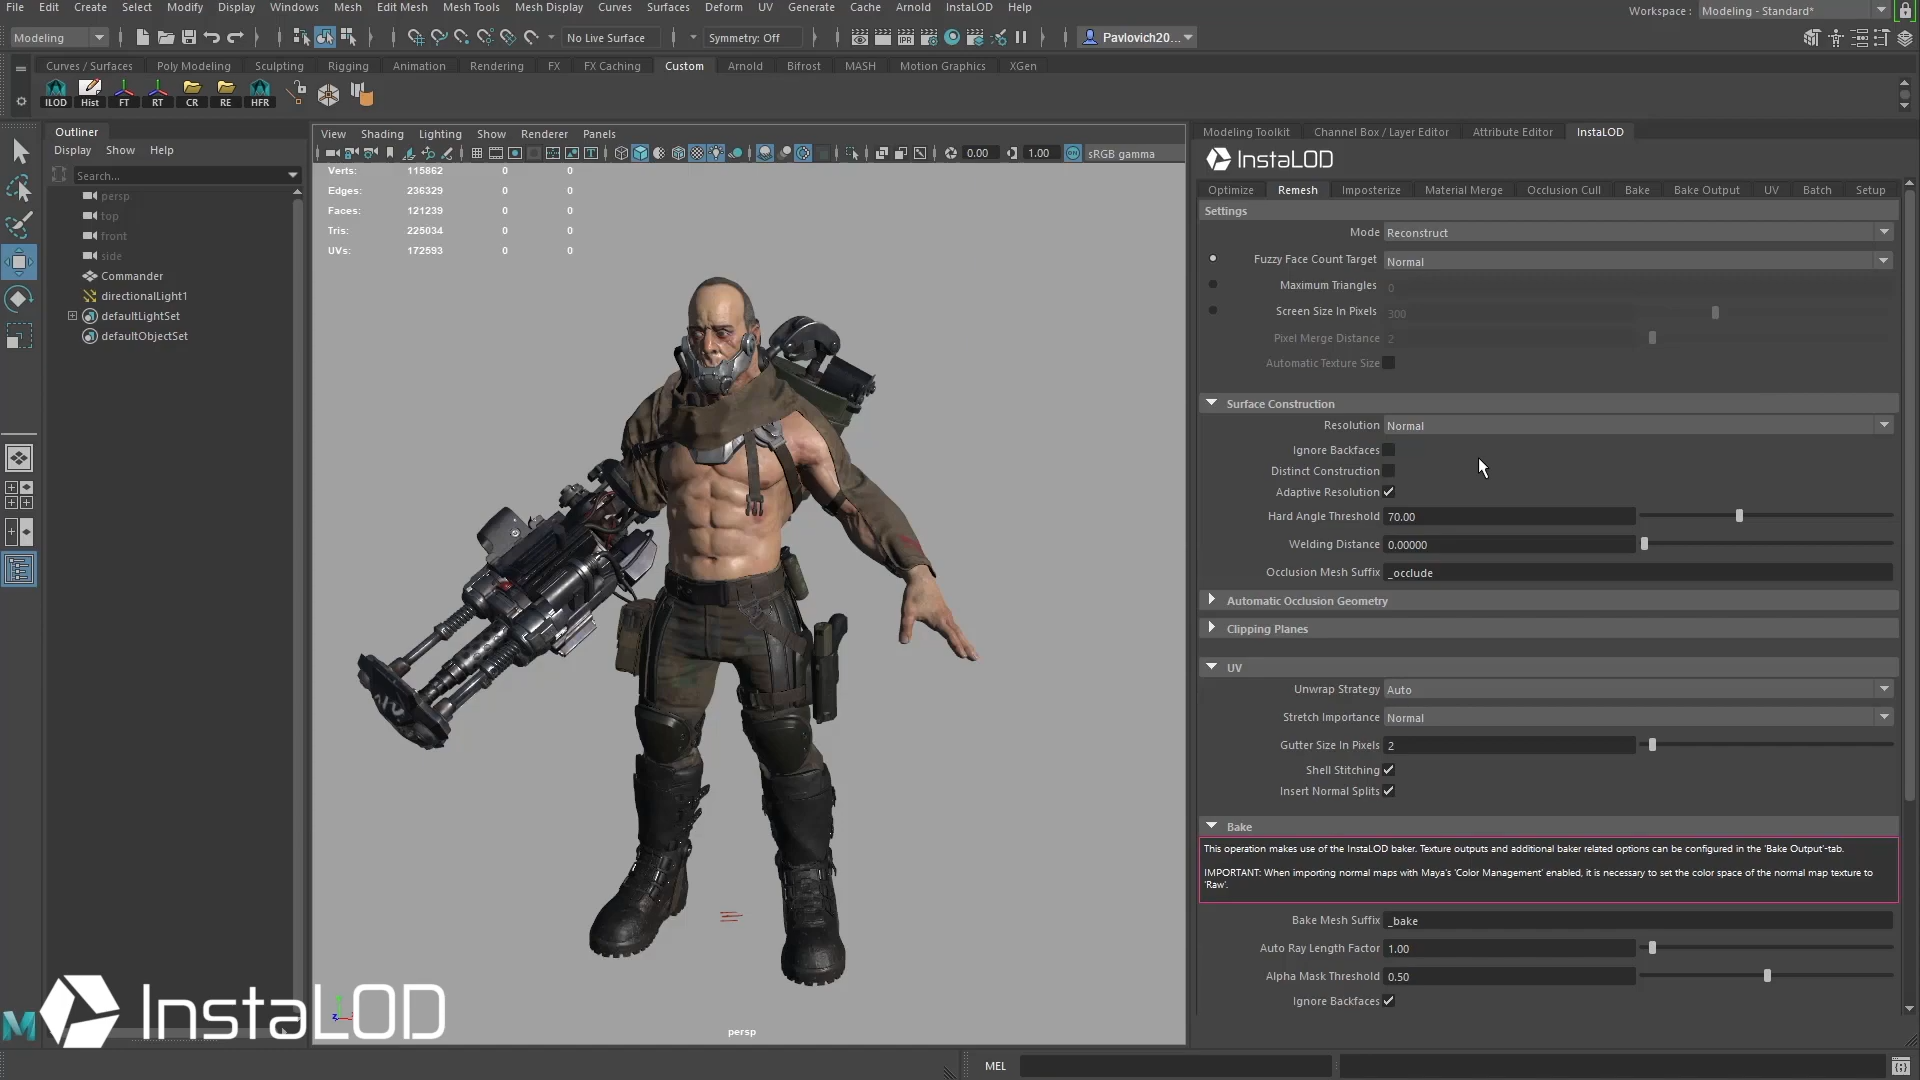 File Edit Create Select Modify Display Windows Mesh Edit Mesh Mesh Tools Mesh Display Curves Surfaces Deform UV Generate Cache Arnold InstaLOD Help
Workspace : Modeling - Standard*
Modeling No Live Surface Symmetry: Off Pavlovich20...
Curves / Surfaces Poly Modeling Sculpting Rigging Animation Rendering FX FX Caching Custom Arnold Bifrost MASH Motion Graphics XGen
ILOD Hist FT RT CR RE HFR
Outliner
Display Show Help
Search...
persp
top
front
side
Commander
directionalLight1
defaultLightSet
defaultObjectSet
View Shading Lighting Show Renderer Panels
0.00 1.00 sRGB gamma
Verts: 115862 0 0
Edges: 236329 0 0
Faces: 121239 0 0
Tris: 225034 0 0
UVs: 172593 0 0
persp
Modeling Toolkit Channel Box / Layer Editor Attribute Editor InstaLOD
InstaLOD
Optimize Remesh Imposterize Material Merge Occlusion Cull Bake Bake Output UV Batch Setup
Settings
Mode Reconstruct
Fuzzy Face Count Target Normal
Maximum Triangles 0
Screen Size In Pixels 300
Pixel Merge Distance 2
Automatic Texture Size
Surface Construction
Resolution Normal
Ignore Backfaces
Distinct Construction
Adaptive Resolution
Hard Angle Threshold 70.00
Welding Distance 0.00000
Occlusion Mesh Suffix _occlude
Automatic Occlusion Geometry
Clipping Planes
UV
Unwrap Strategy Auto
Stretch Importance Normal
Gutter Size In Pixels 2
Shell Stitching
Insert Normal Splits
Bake
This operation makes use of the InstaLOD baker. Texture outputs and additional baker related options can be configured in the 'Bake Output'-tab.
IMPORTANT: When importing normal maps with Maya's 'Color Management' enabled, it is necessary to set the color space of the normal map texture to
'Raw'.
Bake Mesh Suffix _bake
Auto Ray Length Factor 1.00
Alpha Mask Threshold 0.50
Ignore Backfaces
InstaLOD
MEL